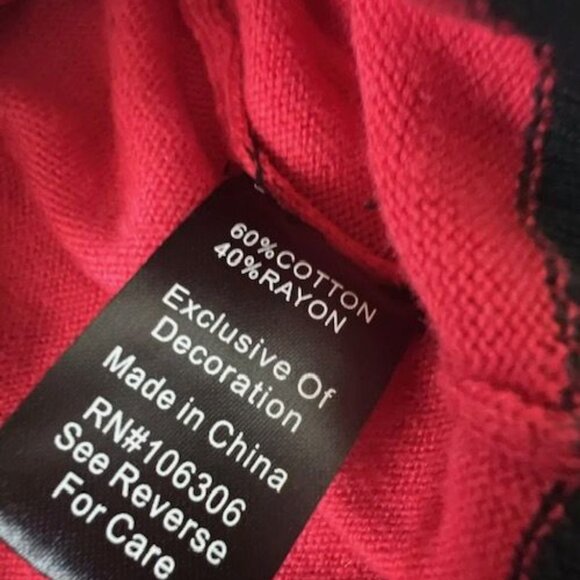 60%COTTON
40%RAYON
Exclusive Of
Decoration
Made in China
RN#106306
See Reverse
For Care